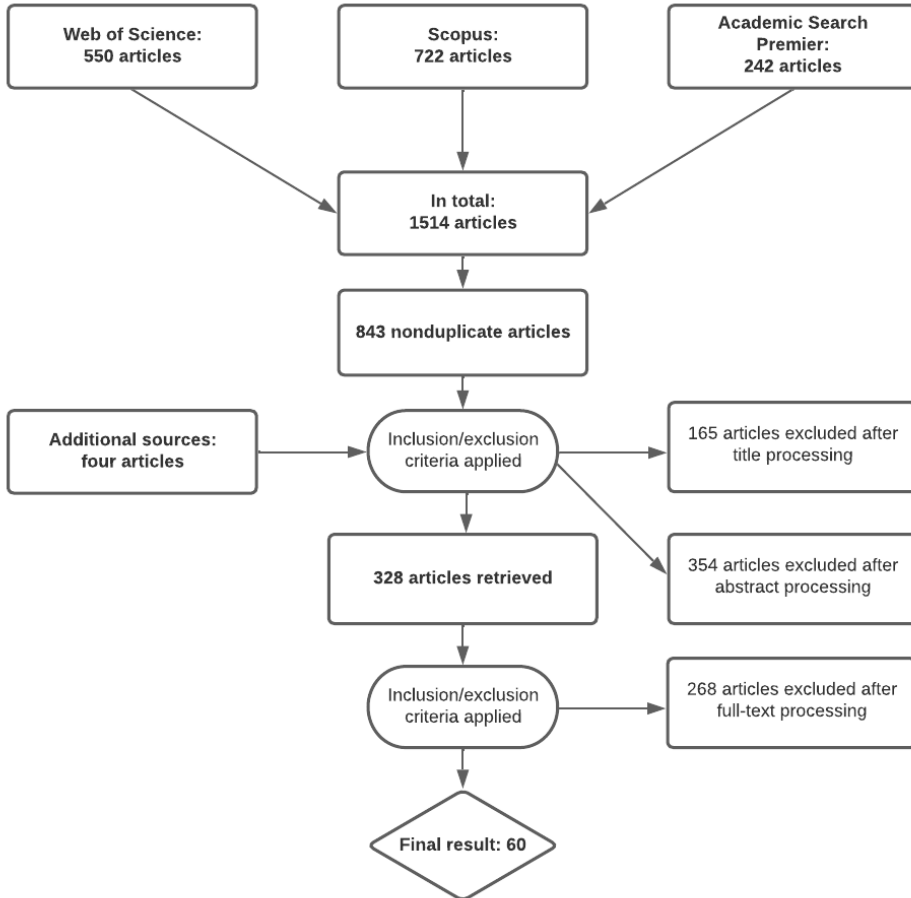 Web of Science:
550 articles
Scopus:
722 articles
Academic Search
Premier:
242 articles
In total:
1514 articles
843 nonduplicate articles
Additional sources:
four articles
Inclusion/exclusion
criteria applied
165 articles excluded after
title processing
354 articles excluded after
abstract processing
328 articles retrieved
Inclusion/exclusion
criteria applied
268 articles excluded after
full-text processing
Final result: 60